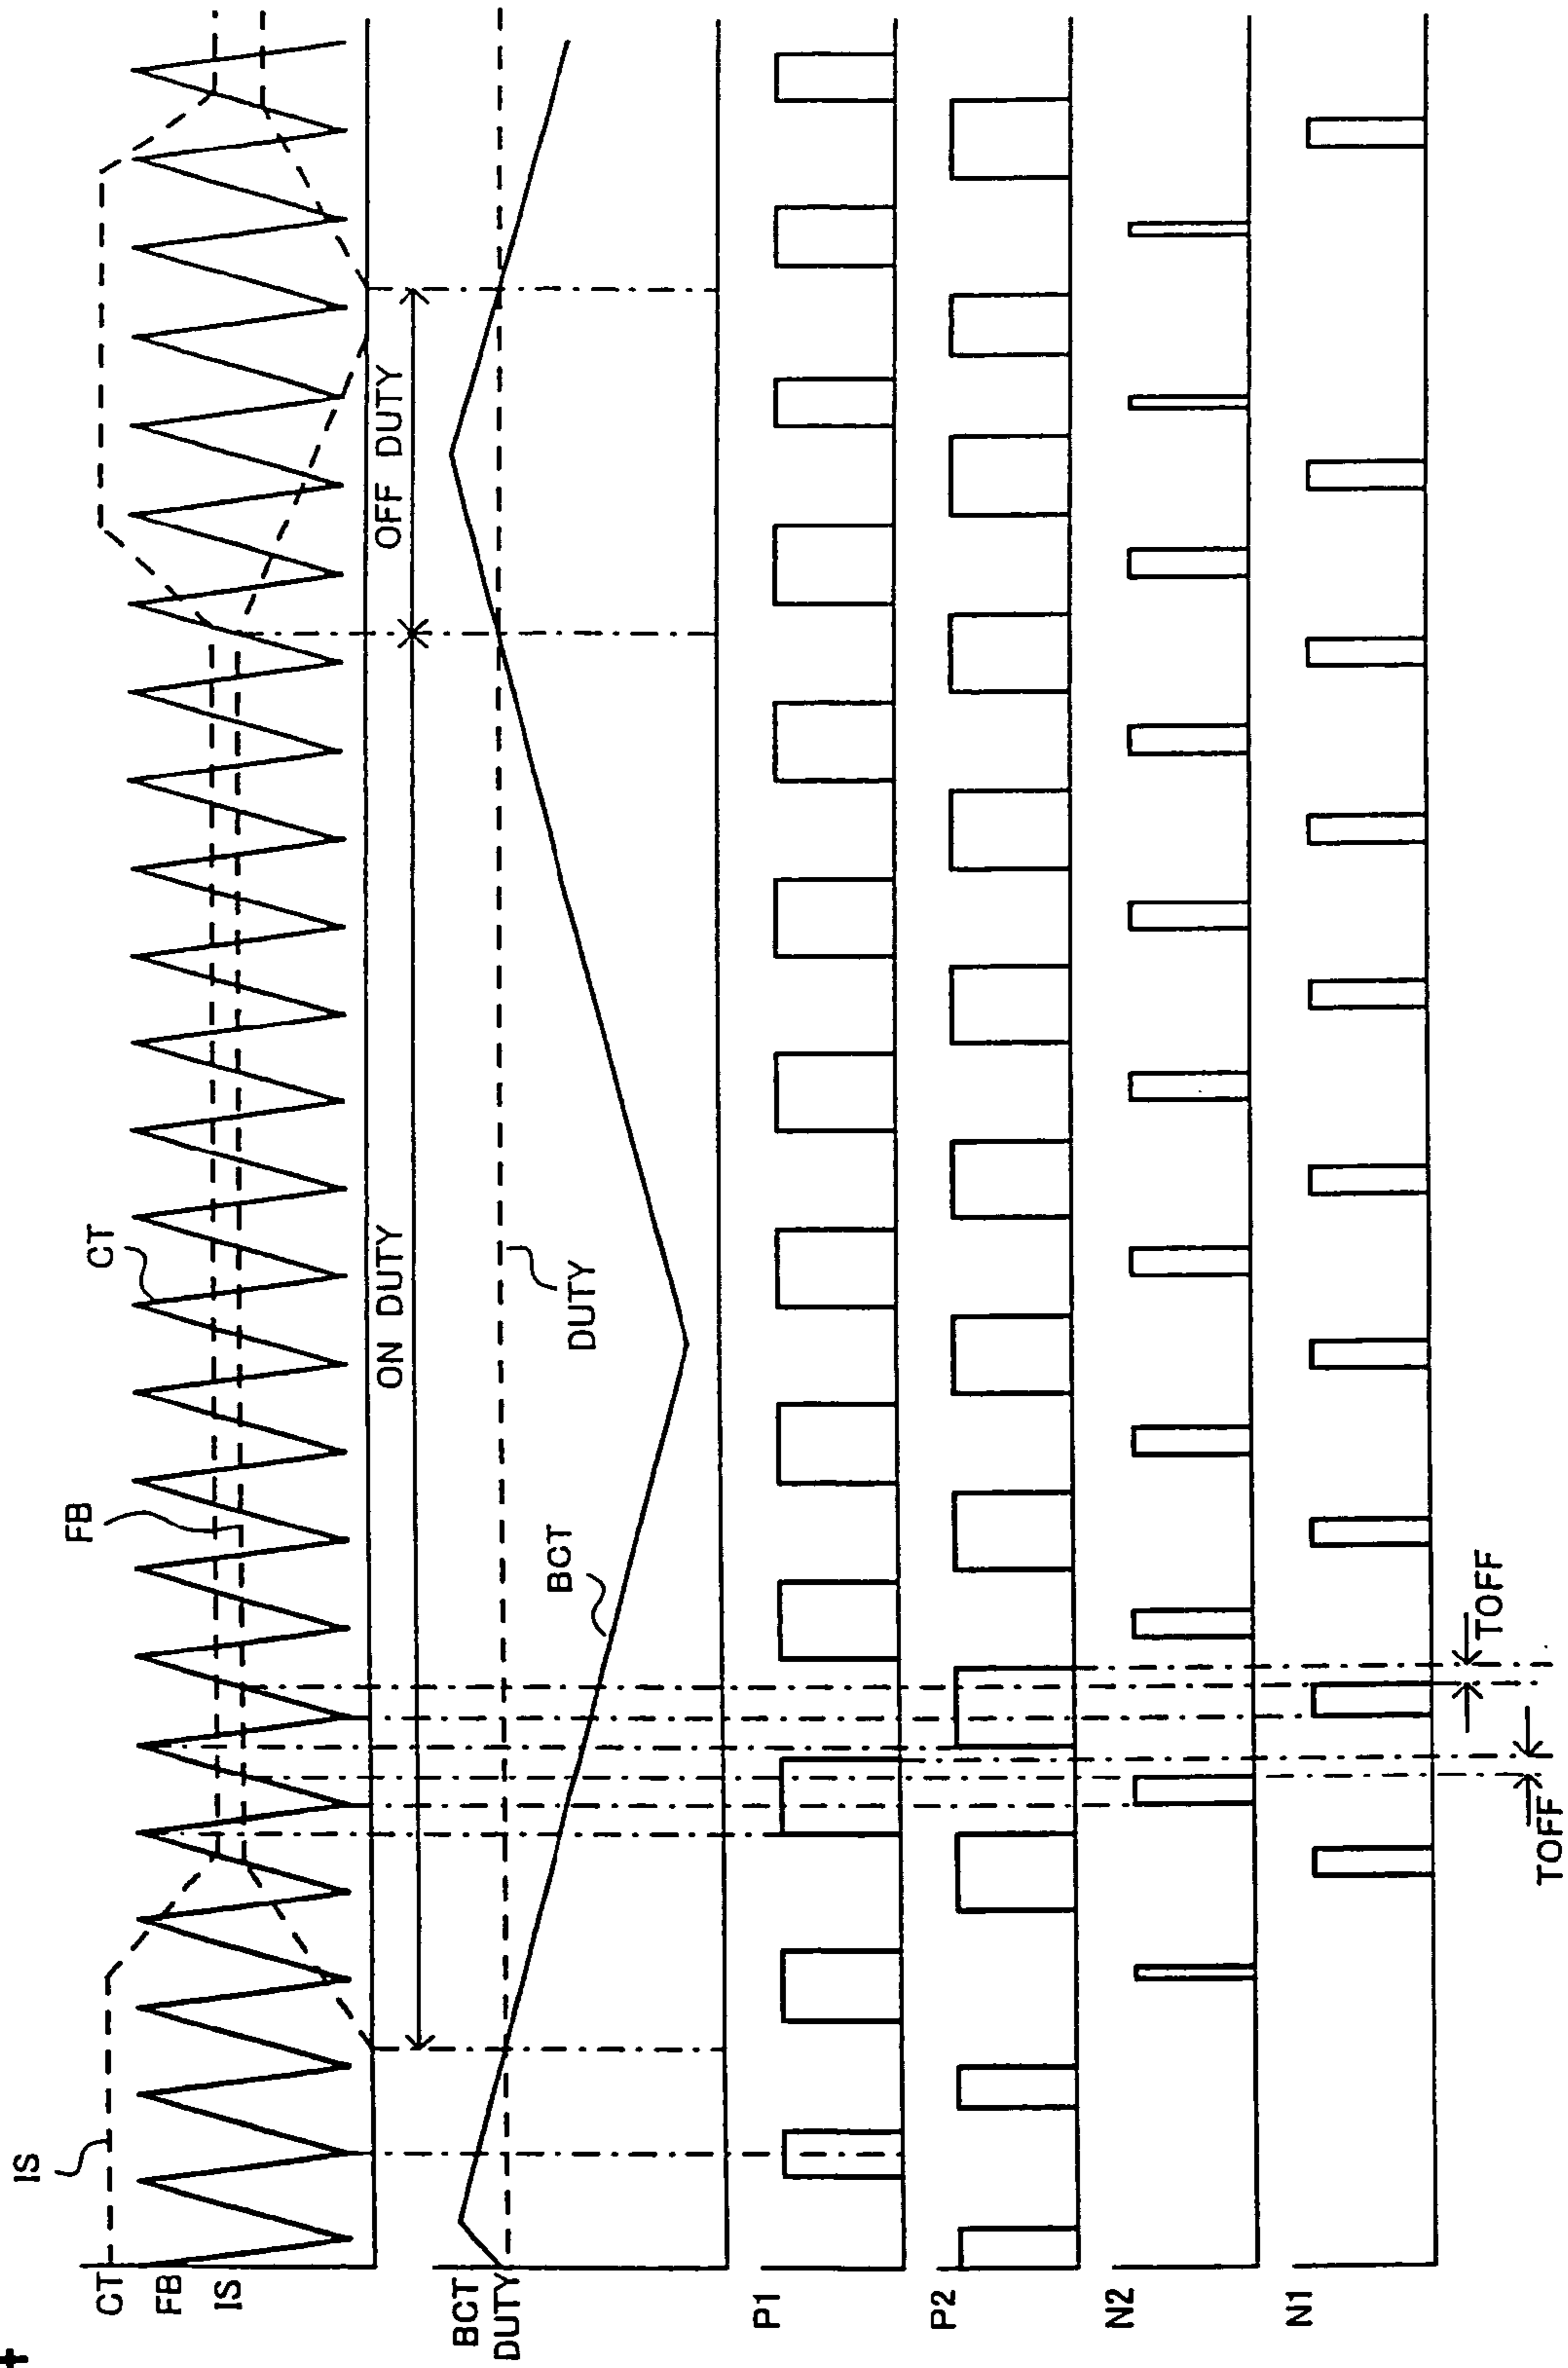 IS
FB
CT
CT
FB
IS
ON DUTY
OFF DUTY
BCT
DUTY
BCT
DUTY
P1
P2
N2
N1
TOFF
TOFF